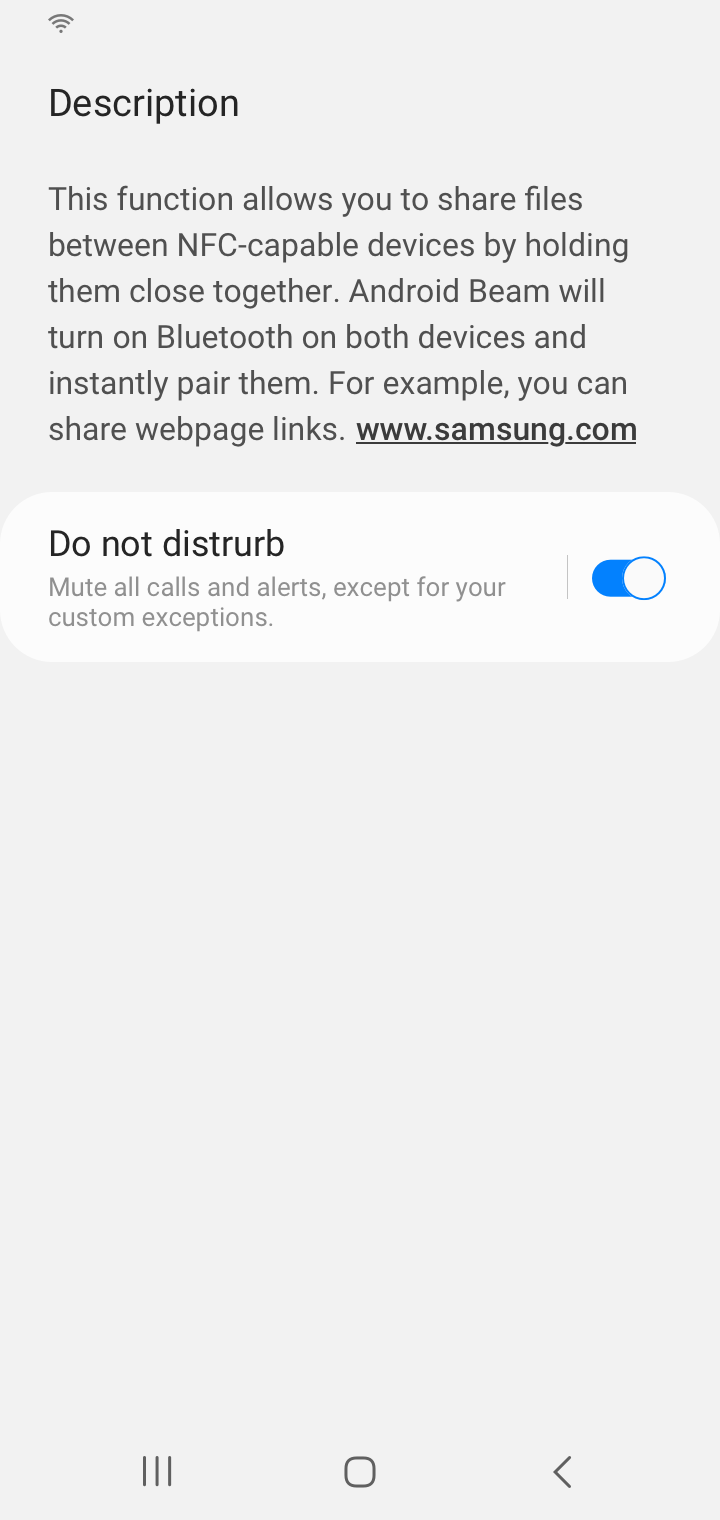 Description
This function allows you to share files
between NFC-capable devices by holding
them close together. Android Beam will
turn on Bluetooth on both devices and
instantly pair them. For example, you can
share webpage links. www.samsung.com
Do not distrurb
Mute all calls and alerts, except for your
custom exceptions.